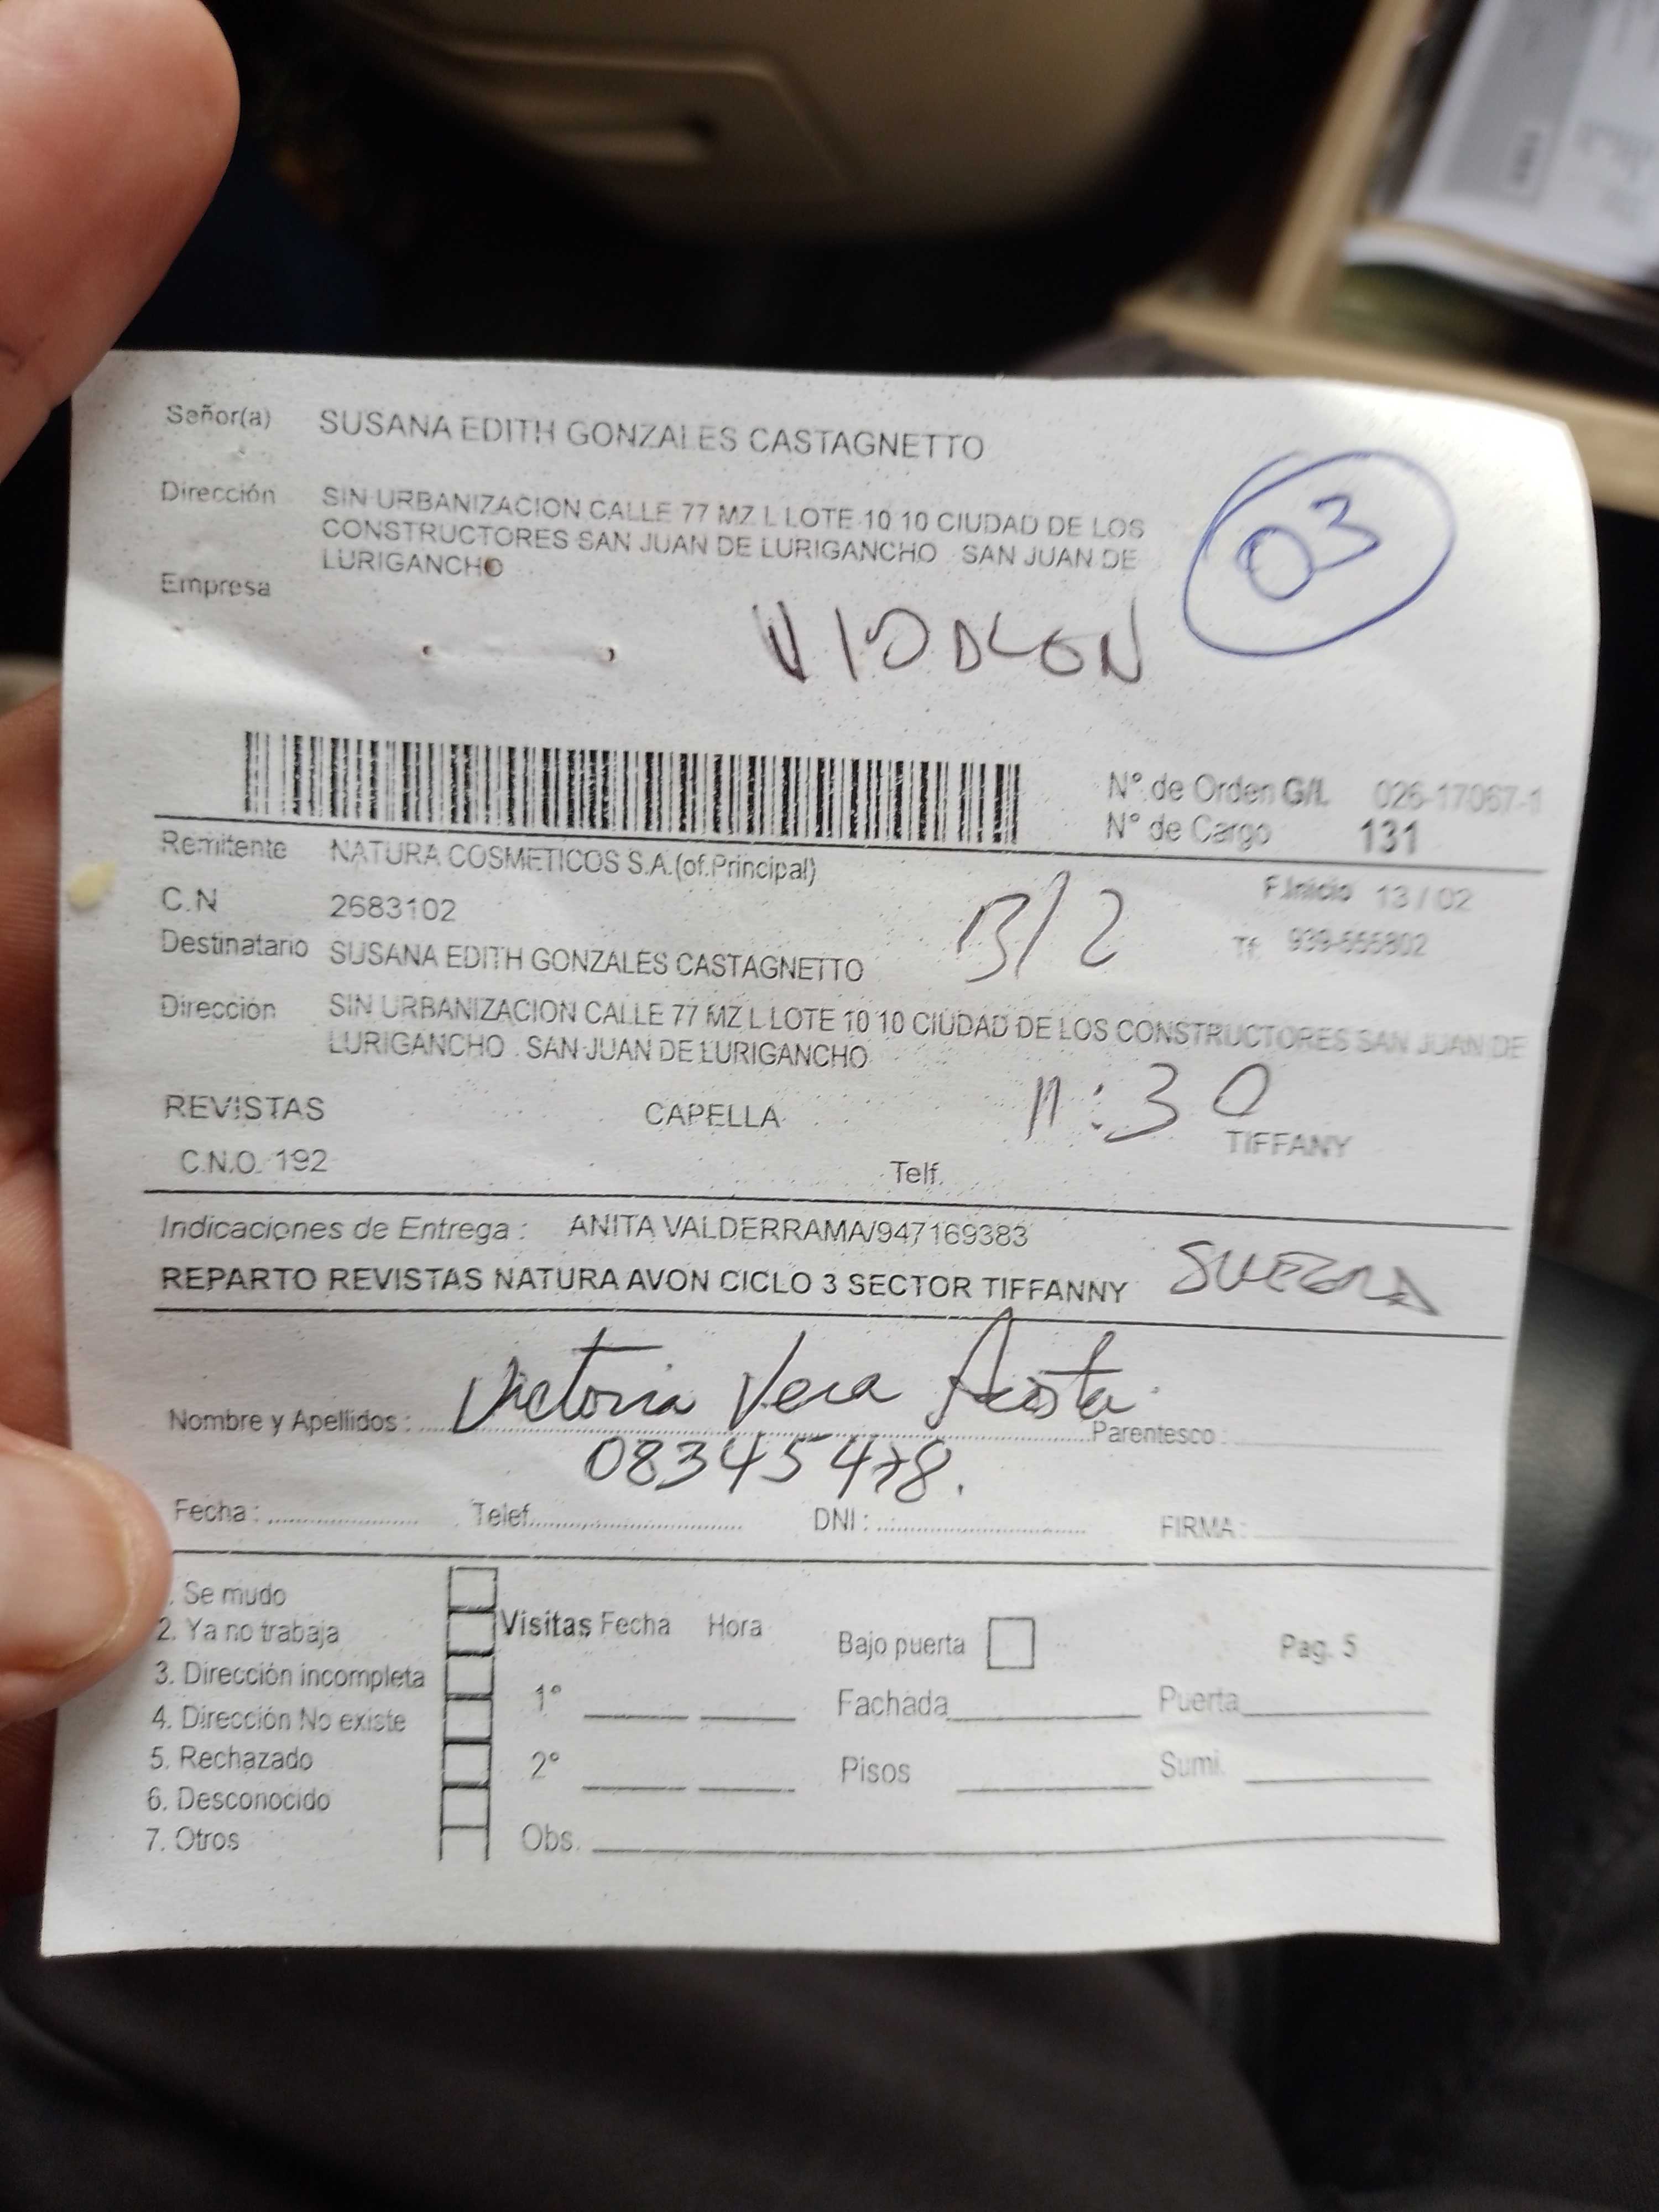 Señor(a) SUSANA EDITH GONZALES CASTAGNETTO
Dirección SIN URBANIZACION CALLE 77 MZ L LOTE 10 10 CIUDAD DE LOS
CONSTRUCTORES SAN JUAN DE LURIGANCHO SAN JUAN DE
LURIGANCHO
03
Empresa
N° de Orden G/L 026-17067-1
N° de Cargo 131
Remitente NATURA COSMETICOS S.A.(of.Principal)
F.Inicio 13 / 02
C.N 2683102
13/2
Tf.
Destinatario SUSANA EDITH GONZALES CASTAGNETTO
Dirección SIN URBANIZACION CALLE 77 MZ L LOTE 10 10 CIUDAD DE LOS CONSTRUCTORES SAN JUAN DE
LURIGANCHO . SAN JUAN DE LURIGANCHO
11:30
REVISTAS CAPELLA TIFFANY
C.N.O. 192 Telf.
Indicaciones de Entrega : ANITA VALDERRAMA/947169383
REPARTO REVISTAS NATURA AVON CICLO 3 SECTOR TIFFANNY
SUEGRA
Nombre y Apellidos : Victoria Vera Acosta Parentesco :
08345478.
Fecha : Telef. DNI : FIRMA :
. Se mudo
2. Ya no trabaja
3. Dirección incompleta
4. Dirección No existe
5. Rechazado
6. Desconocido
7. Otros
Visitas Fecha Hora
1°
2°
Obs.
Bajo puerta Pag. 5
Fachada Puerta
Pisos Sumi.